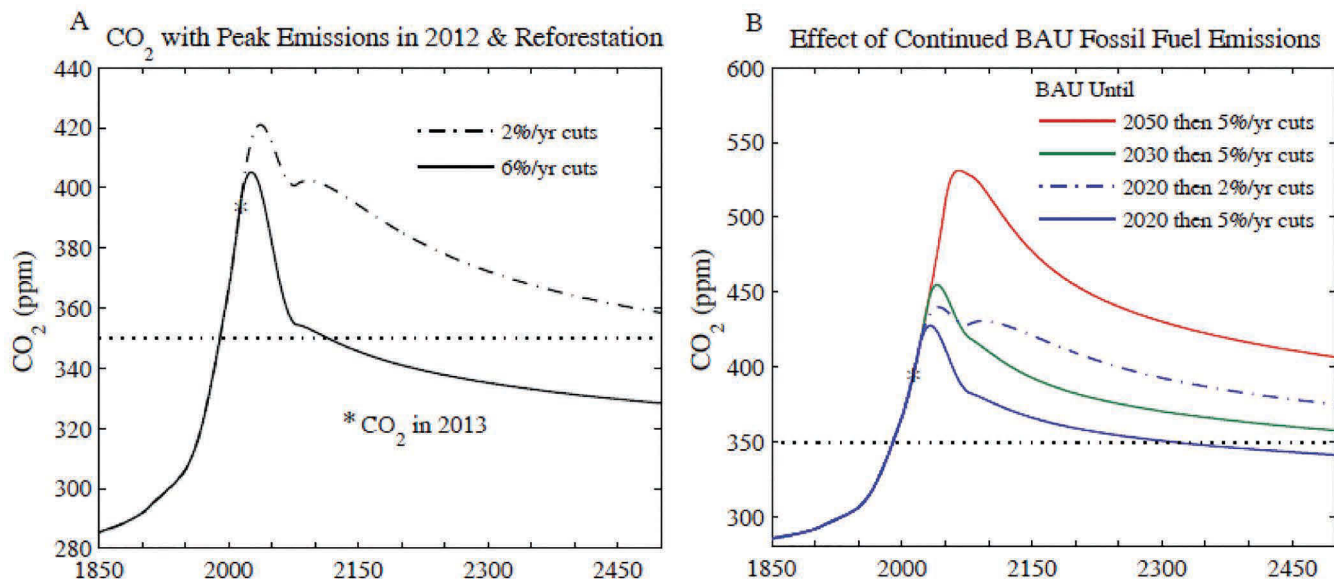 A
CO₂ with Peak Emissions in 2012 & Reforestation
440
420
400
380
360
340
320
300
280
CO₂ (ppm)
2%/yr cuts
6%/yr cuts
* CO₂ in 2013
*
1850
2000
2150
2300
2450
B
Effect of Continued BAU Fossil Fuel Emissions
600
550
500
450
400
350
300
CO₂ (ppm)
BAU Until
2050 then 5%/yr cuts
2030 then 5%/yr cuts
2020 then 2%/yr cuts
2020 then 5%/yr cuts
*
1850
2000
2150
2300
2450